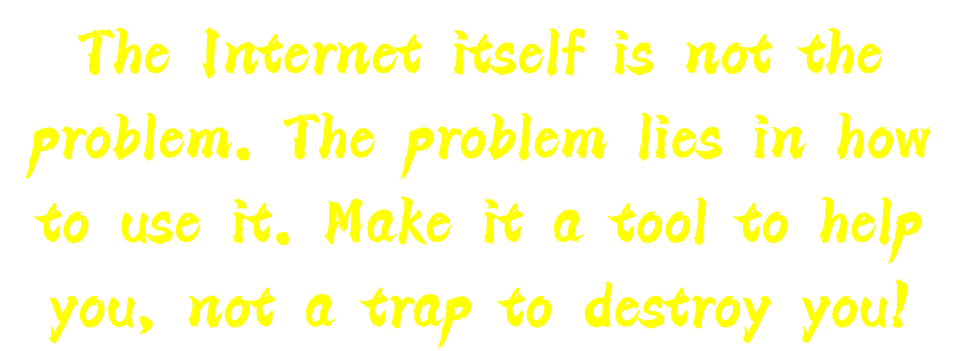 The Internet itself is not the
problem. The problem lies in how
to use it. Make it a tool to help
you, not a trap to destroy you!